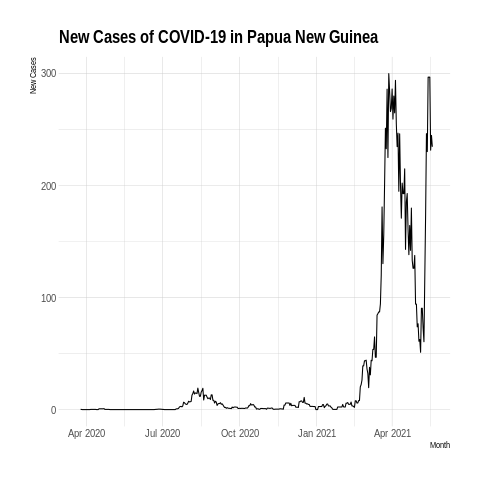 New Cases of COVID-19 in Papua New Guinea
New Cases
300
200
100
0
Apr 2020 Jul 2020 Oct 2020 Jan 2021 Apr 2021
Month